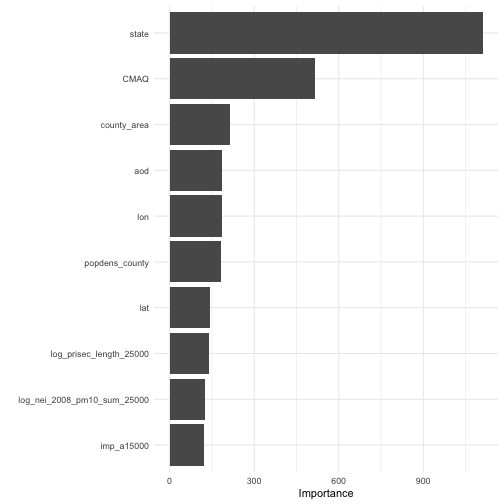 state
CMAQ
county_area
aod
lon
popdens_county
lat
log_prisec_length_25000
log_nei_2008_pm10_sum_25000
imp_a15000
0 300 600 900
Importance